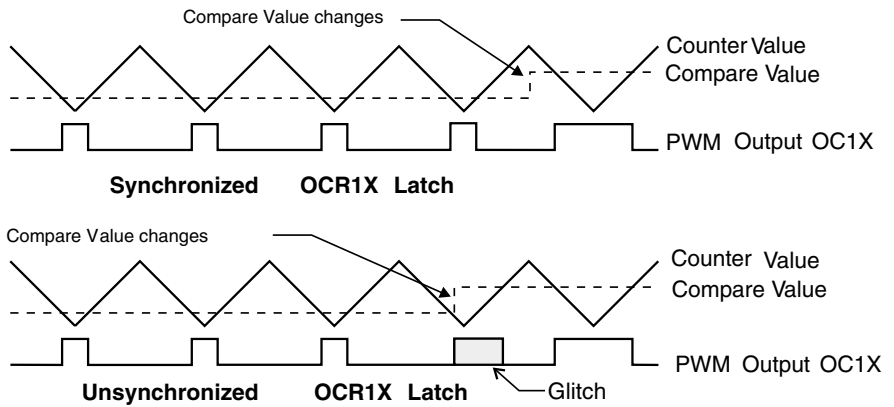 Compare Value changes
Counter Value
Compare Value
PWM Output OC1X
Synchronized OCR1X Latch
Compare Value changes
Counter Value
Compare Value
PWM Output OC1X
Unsynchronized OCR1X Latch
Glitch